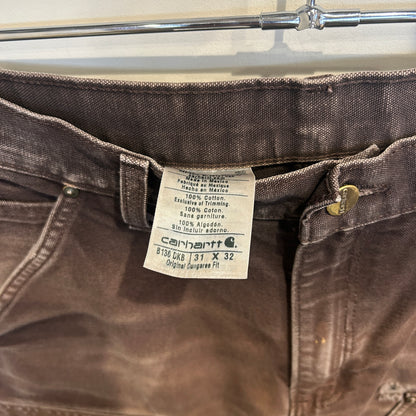 Made in Mexico
Fabriqué au Mexique
Hecho en México
100% Cotton.
Exclusive of Trimming.
100% Coton.
Sans garniture.
100% Algodón.
Sin incluir adorno.
carhartt
B136 DKB 31 X 32
Original Dungaree Fit